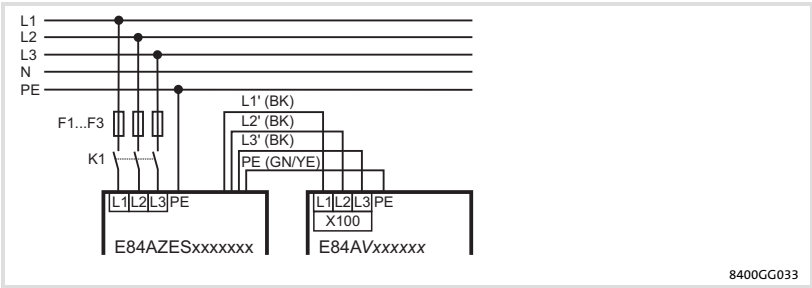 L1
L2
L3
N
PE
L1' (BK)
L2' (BK)
F1...F3
L3' (BK)
K1
PE (GN/YE)
L1 L2 L3 PE
L1 L2 L3 PE
X100
E84AZESxxxxxxx
E84AVxxxxxx
8400GG033